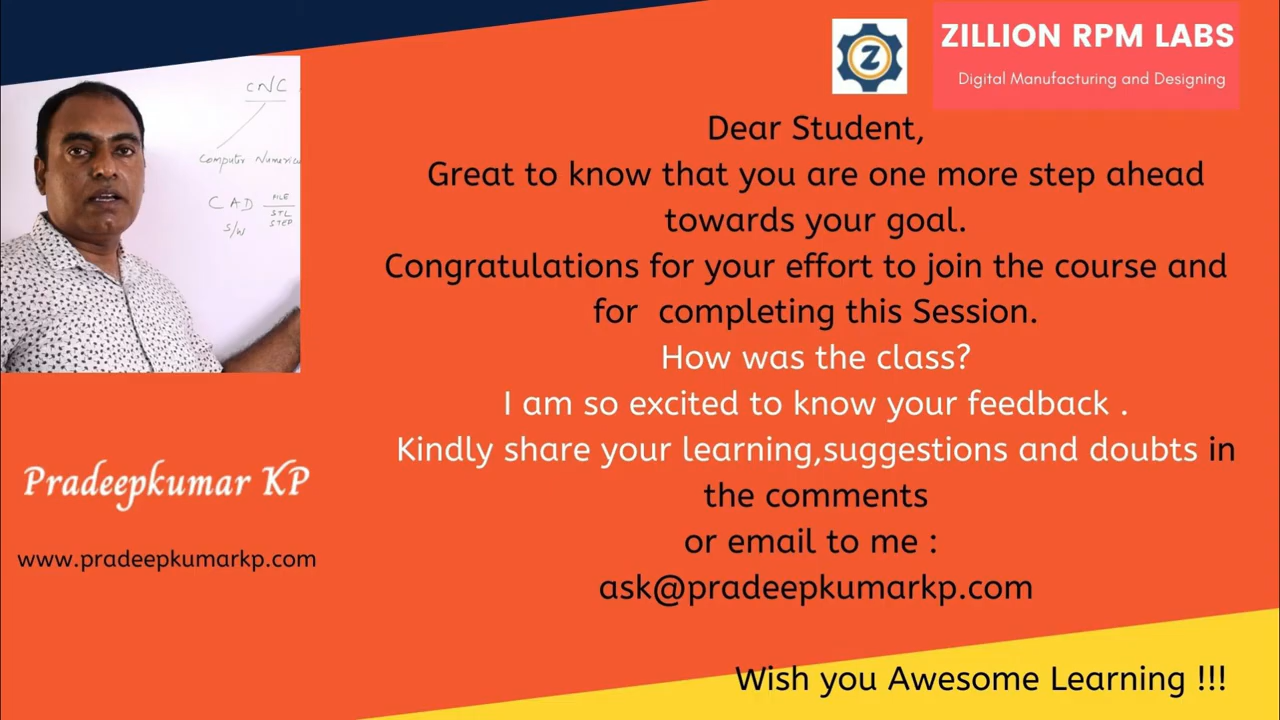 ZILLION RPM LABS
Digital Manufacturing and Designing
Z
CNC
Computer Numerica
CAD FILE
STL
STEP
S/W
Dear Student,
Great to know that you are one more step ahead
towards your goal.
Congratulations for your effort to join the course and
for completing this Session.
How was the class?
I am so excited to know your feedback .
Kindly share your learning,suggestions and doubts in
the comments
or email to me :
ask@pradeepkumarkp.com
Pradeepkumar KP
www.pradeepkumarkp.com
Wish you Awesome Learning !!!